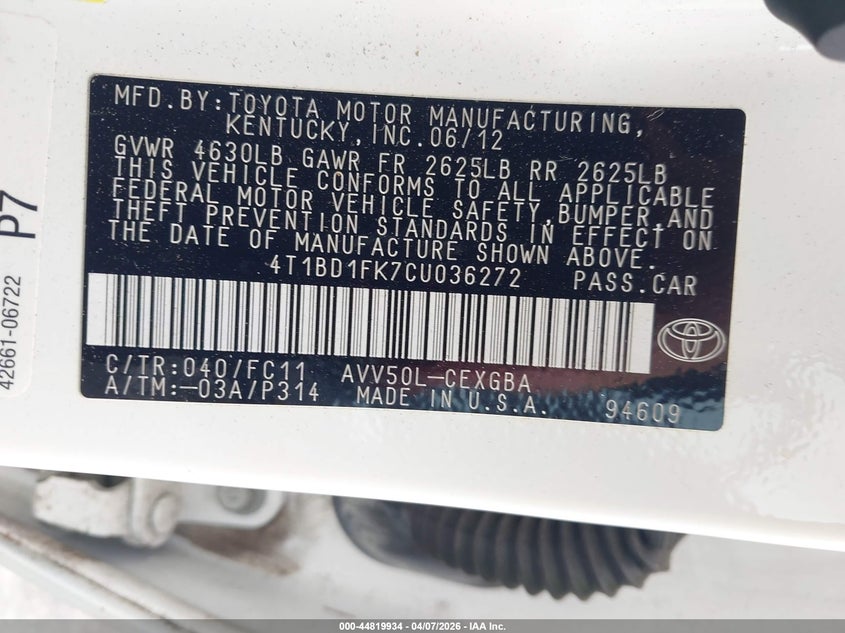 MFD.BY:TOYOTA MOTOR MANUFACTURING,
KENTUCKY,INC.06/12
GVWR 4630LB GAWR FR 2625LB RR 2625LB
THIS VEHICLE CONFORMS TO ALL APPLICABLE
FEDERAL MOTOR VEHICLE SAFETY,BUMPER,AND
THEFT PREVENTION STANDARDS IN EFFECT ON
THE DATE OF MANUFACTURE SHOWN ABOVE.
4T1BD1FK7CU036272 PASS.CAR
C/TR:040/FC11 AVV50L-CEXGBA
A/TM:-03A/P314 MADE IN U.S.A. 94609
42661-06722 P7
000-44819934 | 04/07/2026 | IAA Inc.